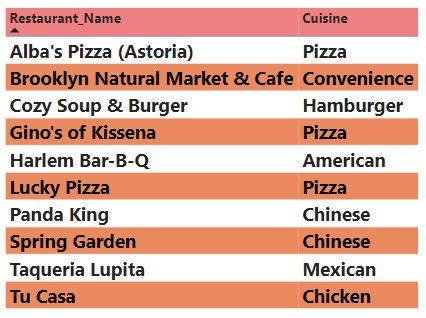 Restaurant_Name Cuisine
Alba's Pizza (Astoria) Pizza
Brooklyn Natural Market & Cafe Convenience
Cozy Soup & Burger Hamburger
Gino's of Kissena Pizza
Harlem Bar-B-Q American
Lucky Pizza Pizza
Panda King Chinese
Spring Garden Chinese
Taqueria Lupita Mexican
Tu Casa Chicken